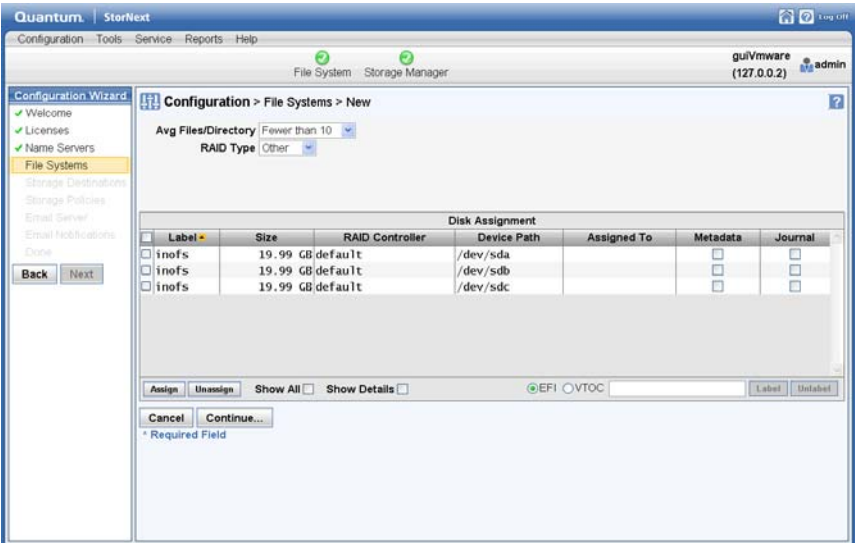 Quantum. StorNext
Log Off
Configuration Tools Service Reports Help
File System Storage Manager
guiVmware
(127.0.0.2)
admin
Configuration Wizard
Welcome
Licenses
Name Servers
File Systems
Storage Destinations
Storage Policies
Email Server
Email Notifications
Done
Back Next
Configuration > File Systems > New
?
Avg Files/Directory Fewer than 10
RAID Type Other
Disk Assignment
Label Size RAID Controller Device Path Assigned To Metadata Journal
inofs 19.99 GB default /dev/sda
inofs 19.99 GB default /dev/sdb
inofs 19.99 GB default /dev/sdc
Assign Unassign Show All Show Details EFI VTOC Label Unlabel
Cancel Continue...
* Required Field